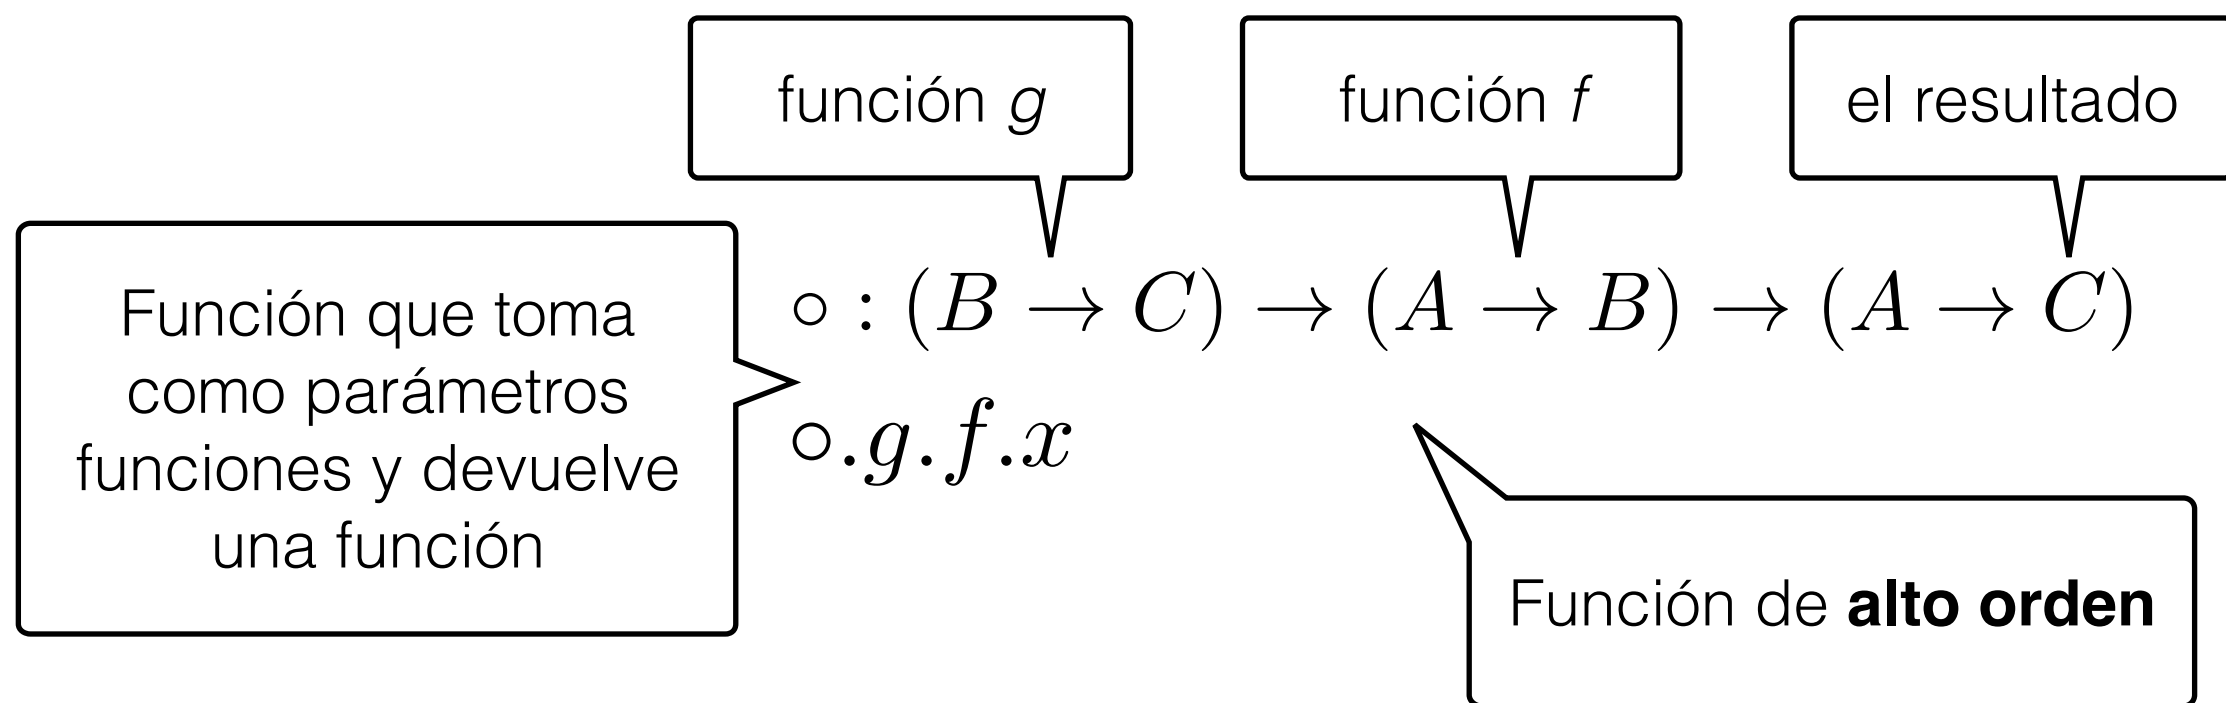 función g
función f
el resultado
Función que toma
como parámetros
funciones y devuelve
una función
∘ : (B → C) → (A → B) → (A → C)
∘.g.f.x
Función de alto orden